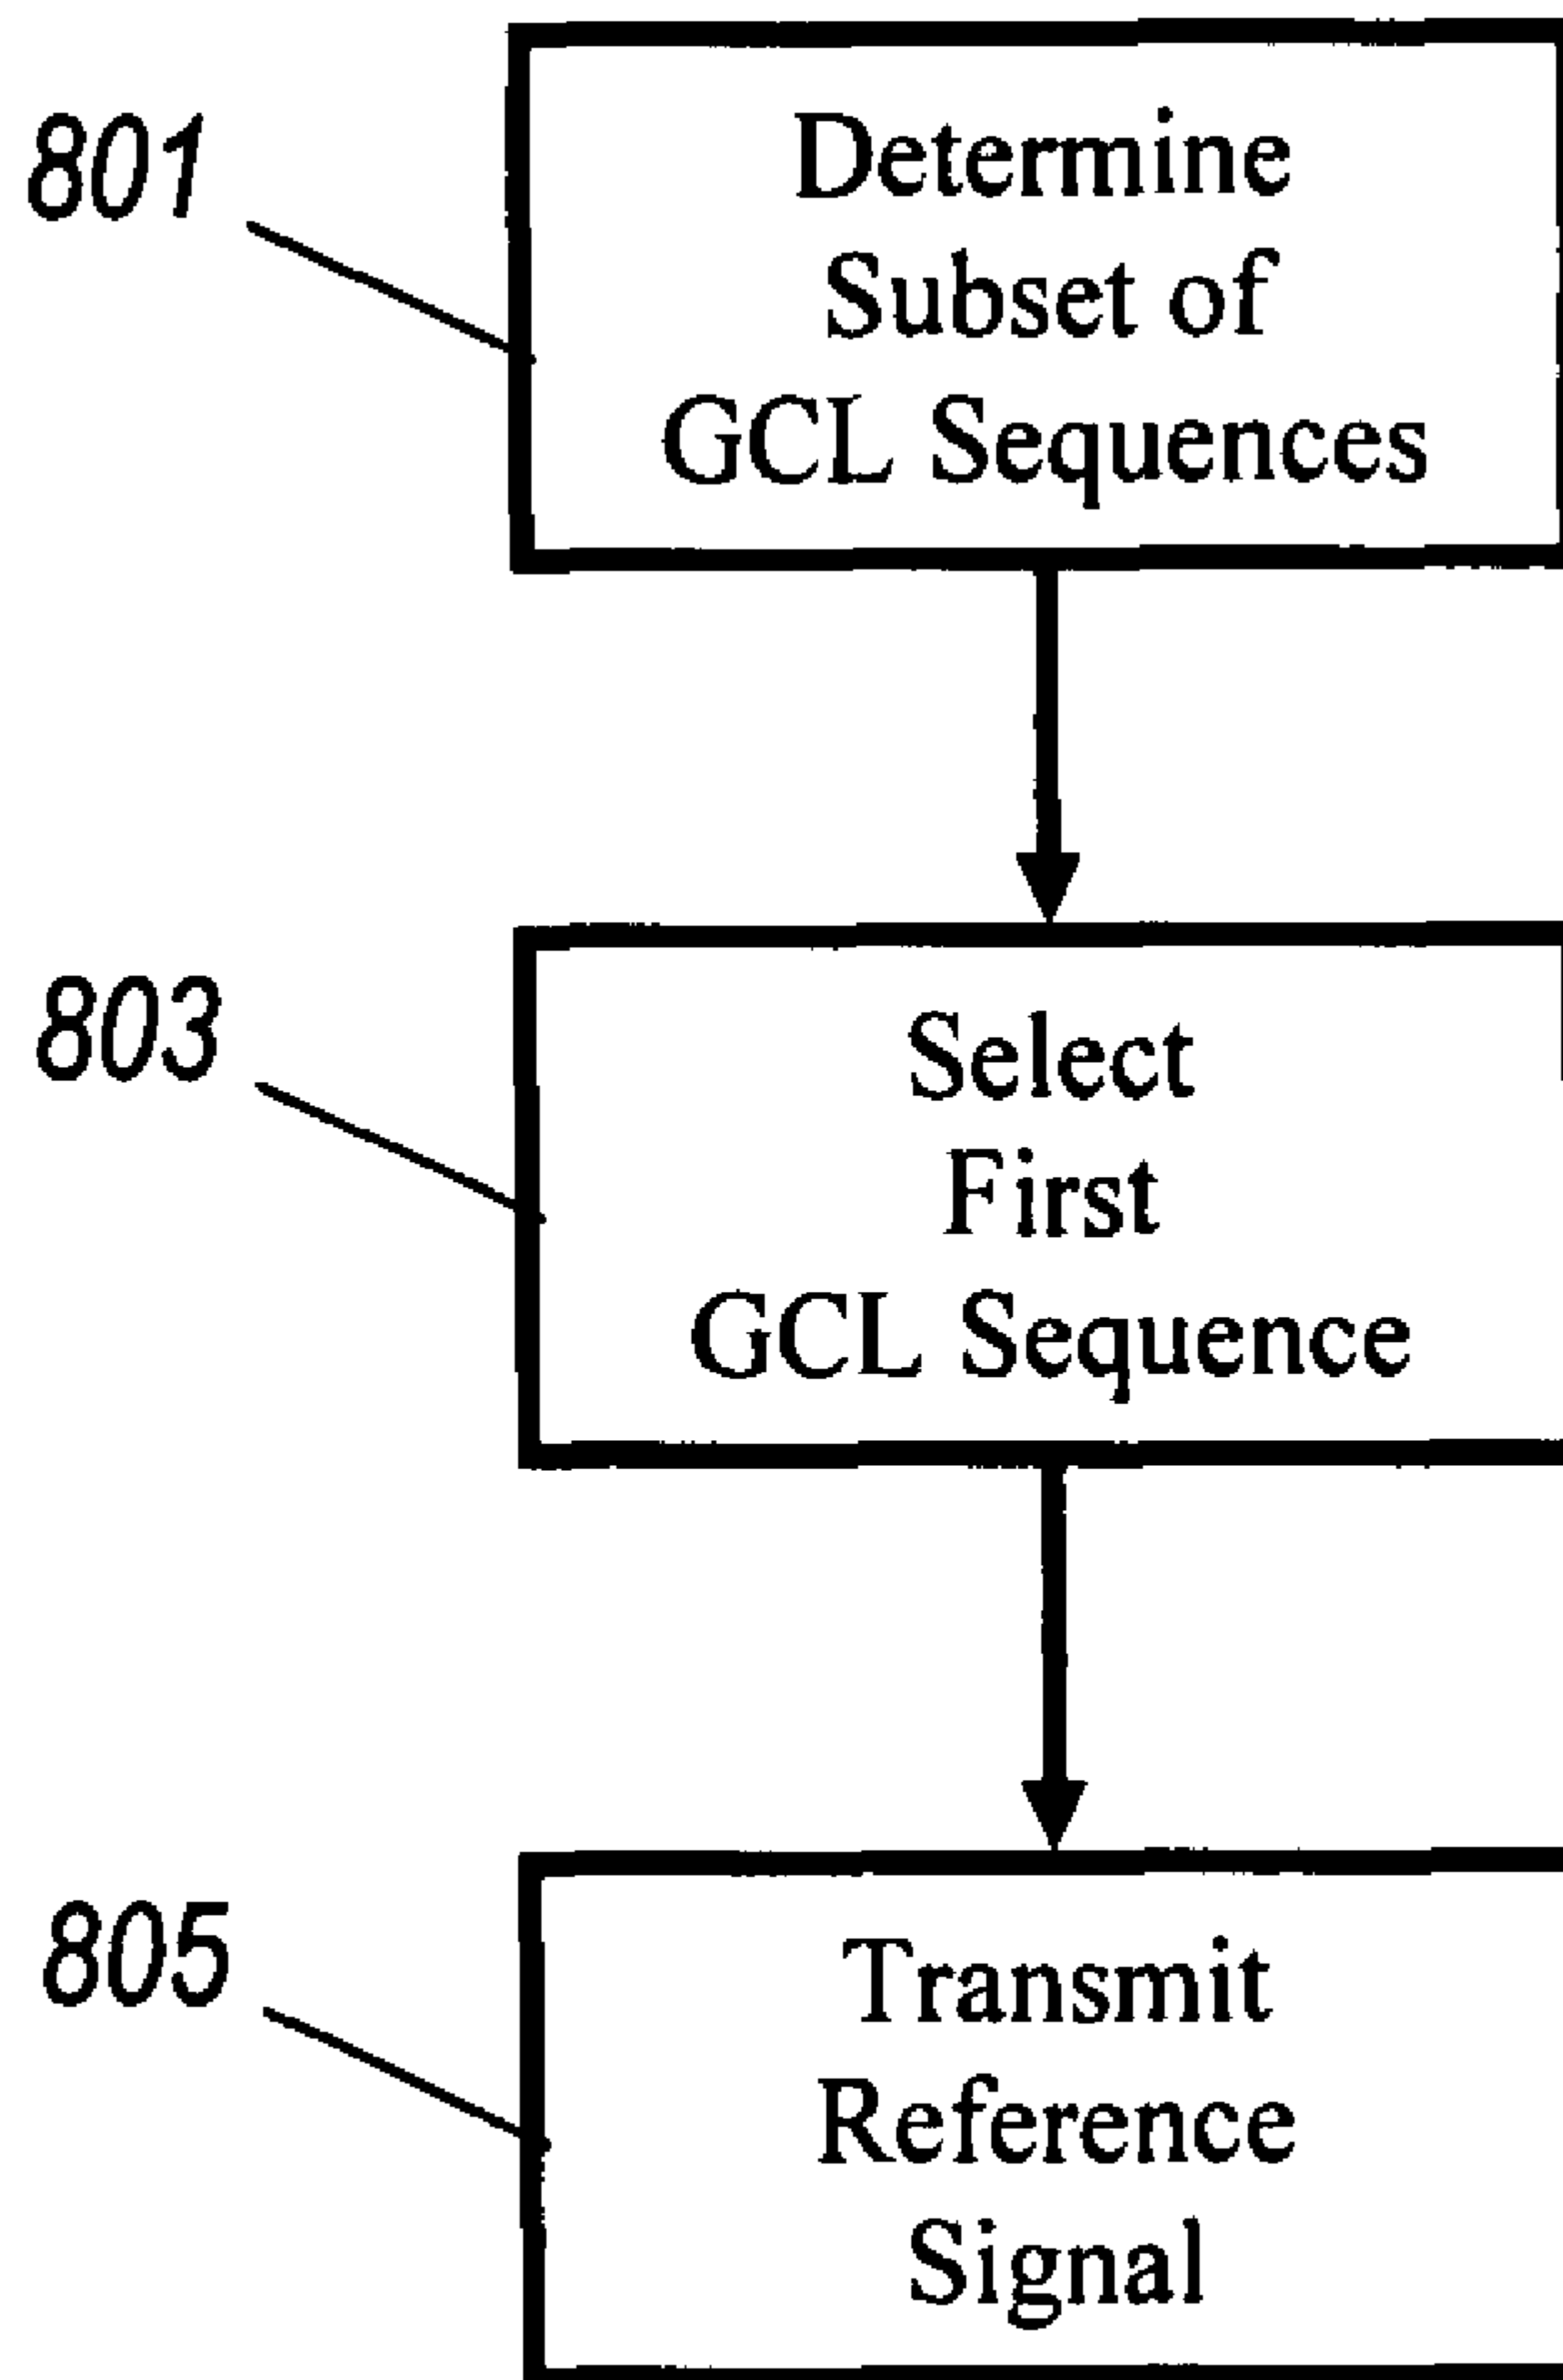 801
Determine
Subset of
GCL Sequences
803
Select
First
GCL Sequence
805
Transmit
Reference
Signal